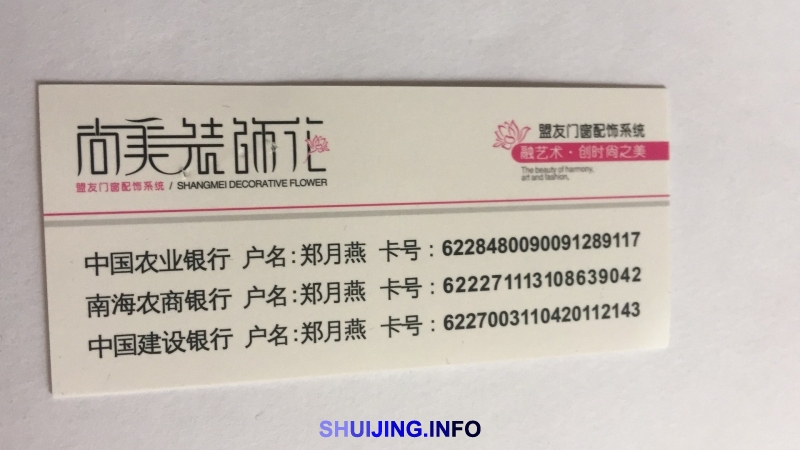 尚美装饰花
盟友门窗配饰系统 / SHANGMEI DECORATIVE FLOWER
盟友门窗配饰系统
融艺术·创时尚之美
The beauty of harmony,
art and fashion.
中国农业银行 户名:郑月燕 卡号:6228480090091289117
南海农商银行 户名:郑月燕 卡号:6222271113108639042
中国建设银行 户名:郑月燕 卡号:6227003110420112143
SHUIJING.INFO